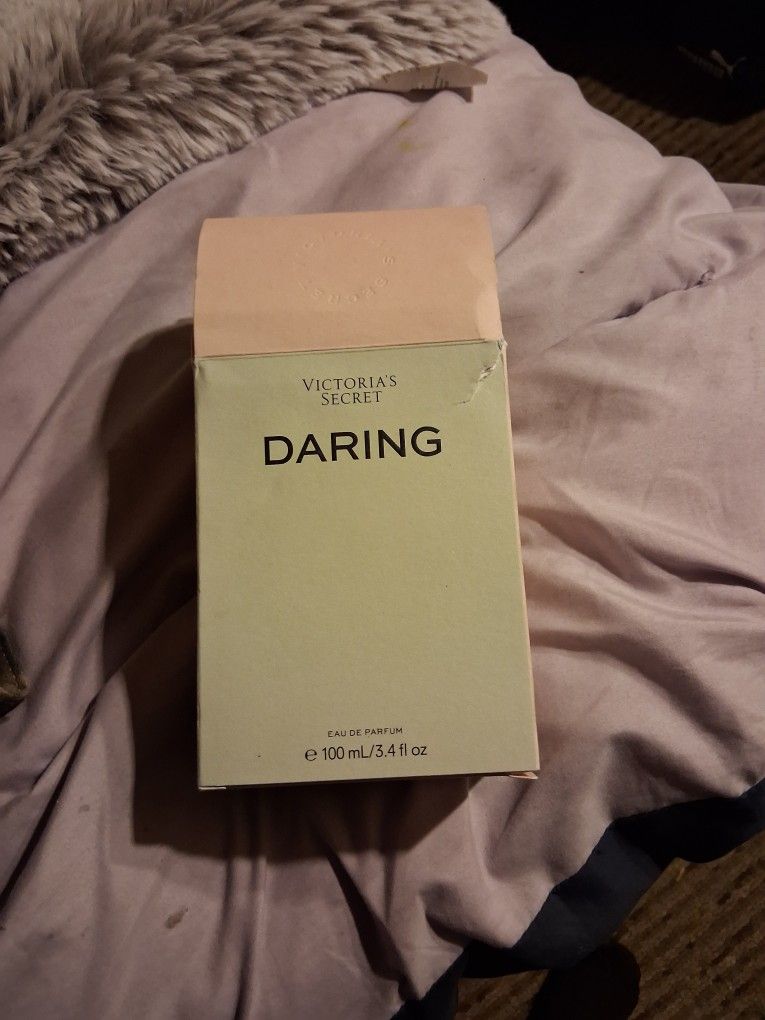 VICTORIA'S
SECRET
DARING
EAU DE PARFUM
e 100 mL/3.4 fl oz